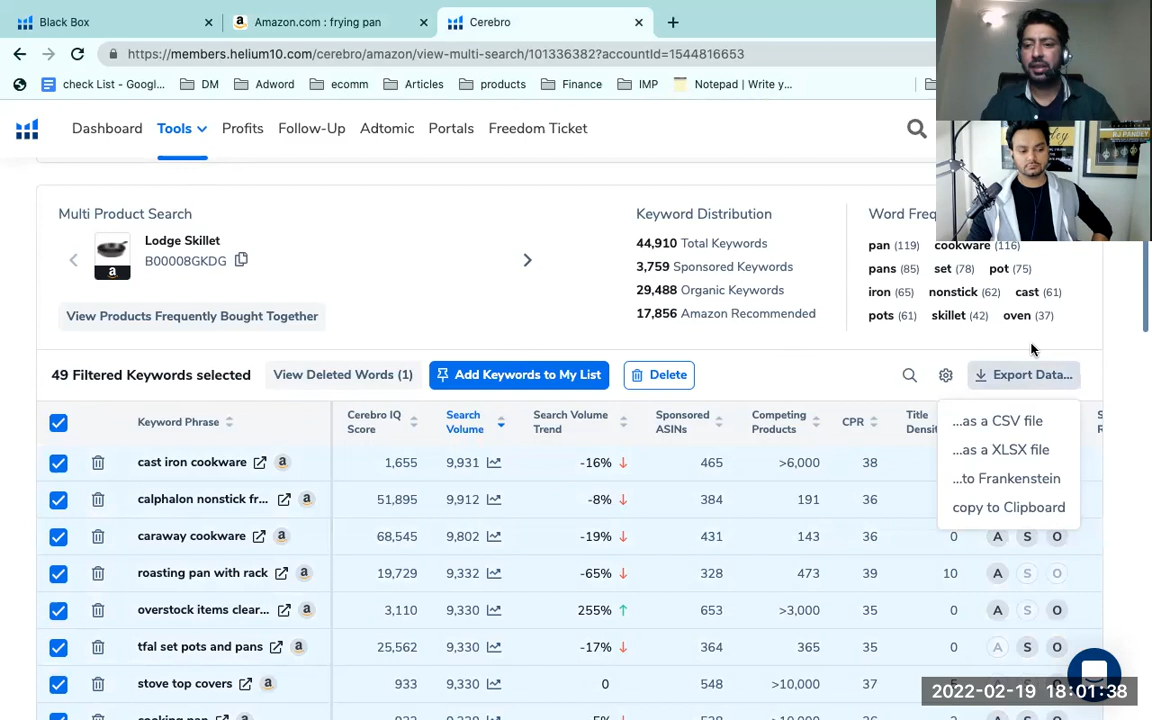 Black Box
Amazon.com : frying pan
Cerebro
https://members.helium10.com/cerebro/amazon/view-multi-search/101336382?accountId=1544816653
check List - Googl...
DM
Adword
ecomm
Articles
products
Finance
IMP
Notepad | Write y...
Dashboard
Tools
Profits
Follow-Up
Adtomic
Portals
Freedom Ticket
Multi Product Search
Lodge Skillet
B00008GKDG
View Products Frequently Bought Together
Keyword Distribution
44,910 Total Keywords
3,759 Sponsored Keywords
29,488 Organic Keywords
17,856 Amazon Recommended
Word Freq
pan (119) cookware (116)
pans (85) set (78) pot (75)
iron (65) nonstick (62) cast (61)
pots (61) skillet (42) oven (37)
49 Filtered Keywords selected
View Deleted Words (1)
Add Keywords to My List
Delete
Export Data...
...as a CSV file
...as a XLSX file
...to Frankenstein
copy to Clipboard
Keyword Phrase
Cerebro IQ Score
Search Volume
Search Volume Trend
Sponsored ASINs
Competing Products
CPR
Title Densit
cast iron cookware 1,655 9,931 -16% 465 >6,000 38
calphalon nonstick fr... 51,895 9,912 -8% 384 191 36
caraway cookware 68,545 9,802 -19% 431 143 36 0 A S O
roasting pan with rack 19,729 9,332 -65% 328 473 39 10 A S O
overstock items clear... 3,110 9,330 255% 653 >3,000 35 0 A S O
tfal set pots and pans 25,562 9,330 -17% 364 365 35 0 A S O
stove top covers 933 9,330 0 548 >10,000 37
2022-02-19 18:01:38